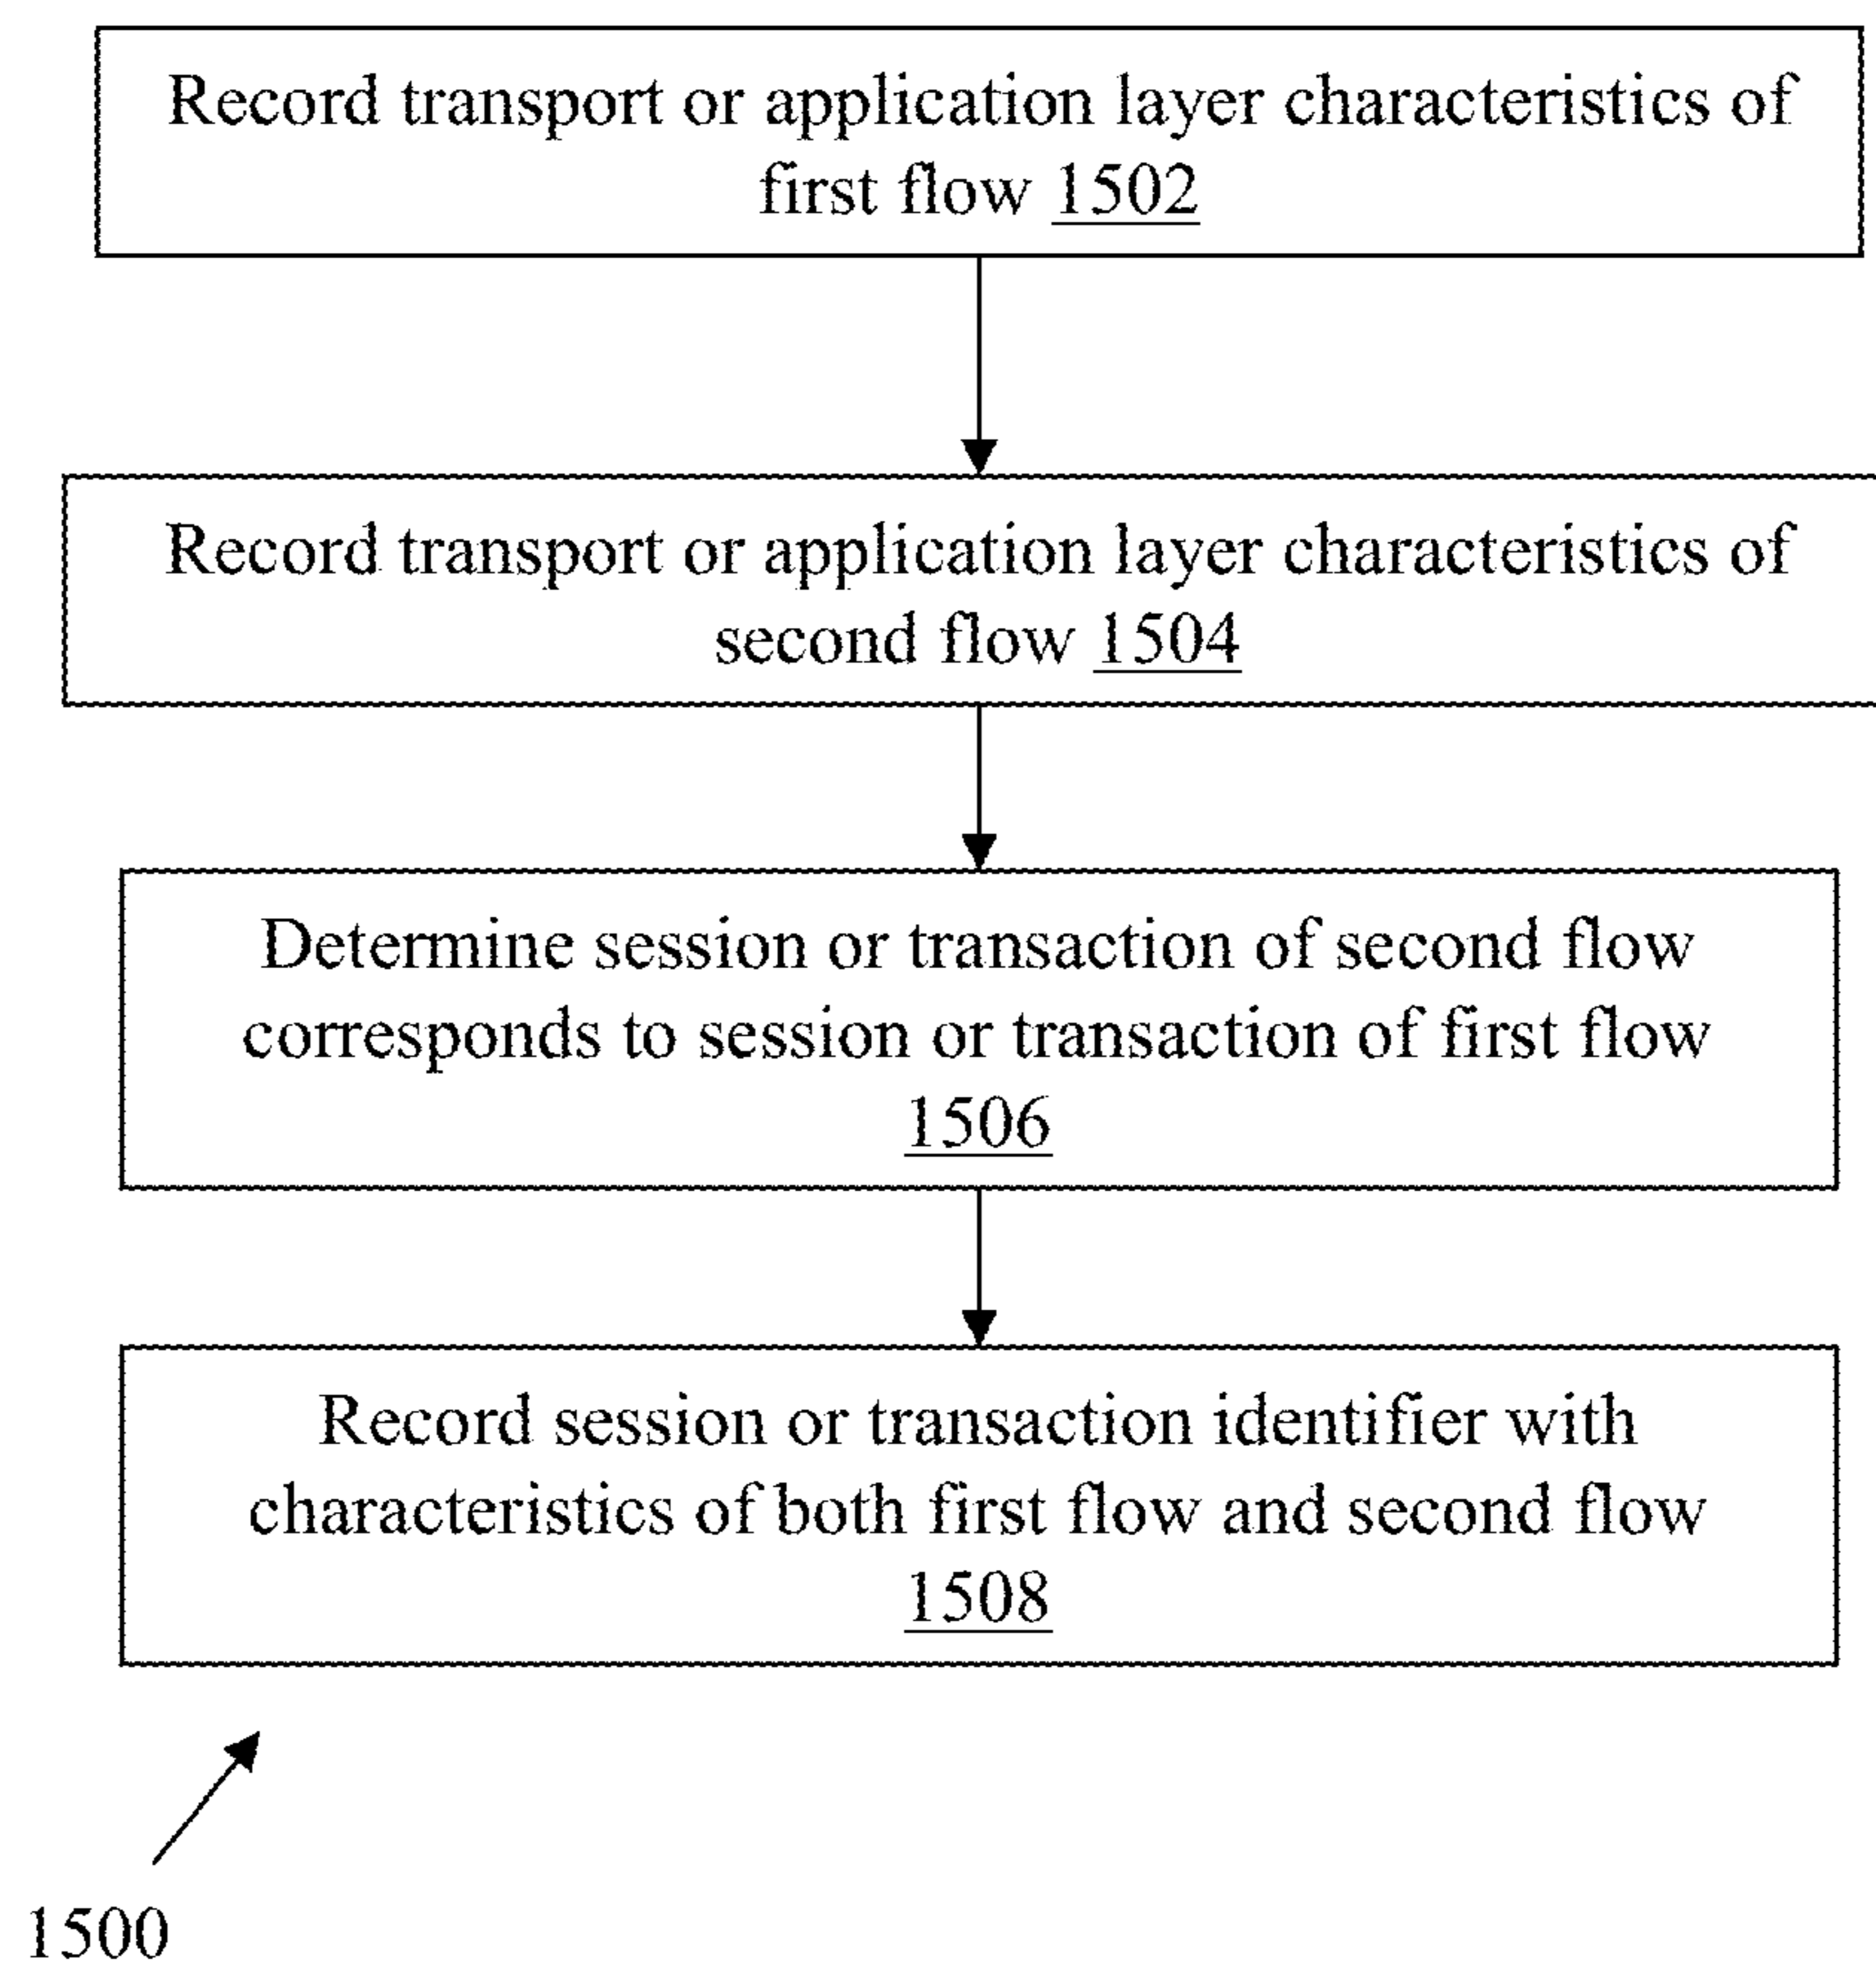 Record transport or application layer characteristics of
first flow 1502
Record transport or application layer characteristics of
second flow 1504
Determine session or transaction of second flow
corresponds to session or transaction of first flow
1506
Record session or transaction identifier with
characteristics of both first flow and second flow
1508
1500